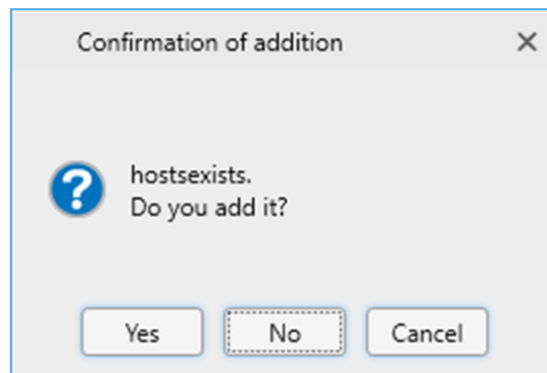 Confirmation of addition
hostsexists.
Do you add it?
Yes
No
Cancel